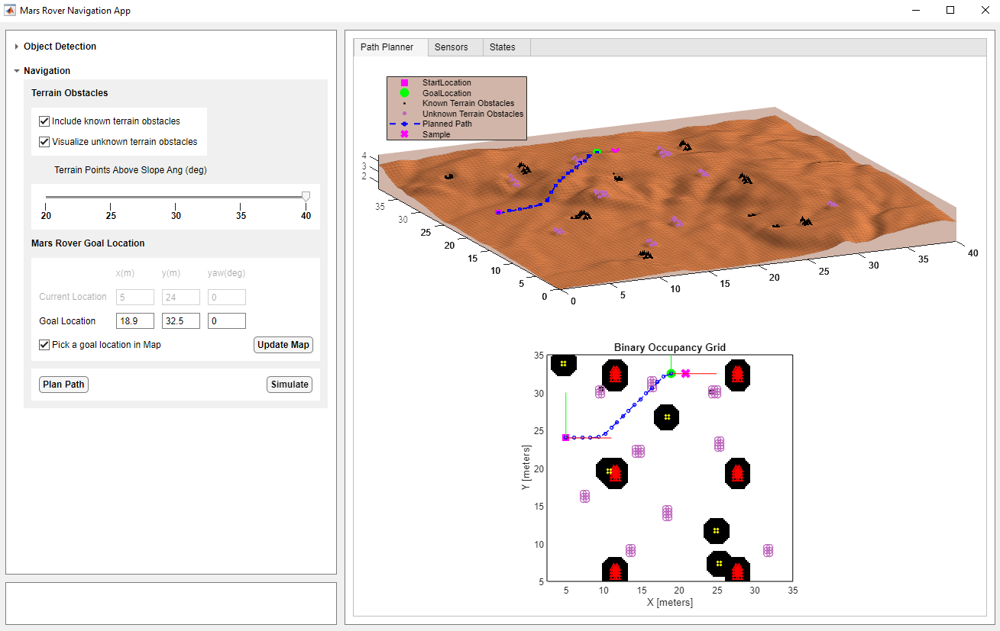 Mars Rover Navigation App
Object Detection
Navigation
Terrain Obstacles
Include known terrain obstacles
Visualize unknown terrain obstacles
Terrain Points Above Slope Ang (deg)
20 25 30 35 40
Mars Rover Goal Location
x(m) y(m) yaw(deg)
Current Location 5 24 0
Goal Location 18.9 32.5 0
Pick a goal location in Map Update Map
Plan Path Simulate
Path Planner Sensors States
StartLocation
GoalLocation
Known Terrain Obstacles
Unknown Terrain Obstacles
Planned Path
Sample
4
3
2
35
30
25
20
15
10
5
0
0 5 10 15 20 25 30 35 40
Binary Occupancy Grid
35
30
25
20
15
10
5
Y [meters]
5 10 15 20 25 30 35
X [meters]